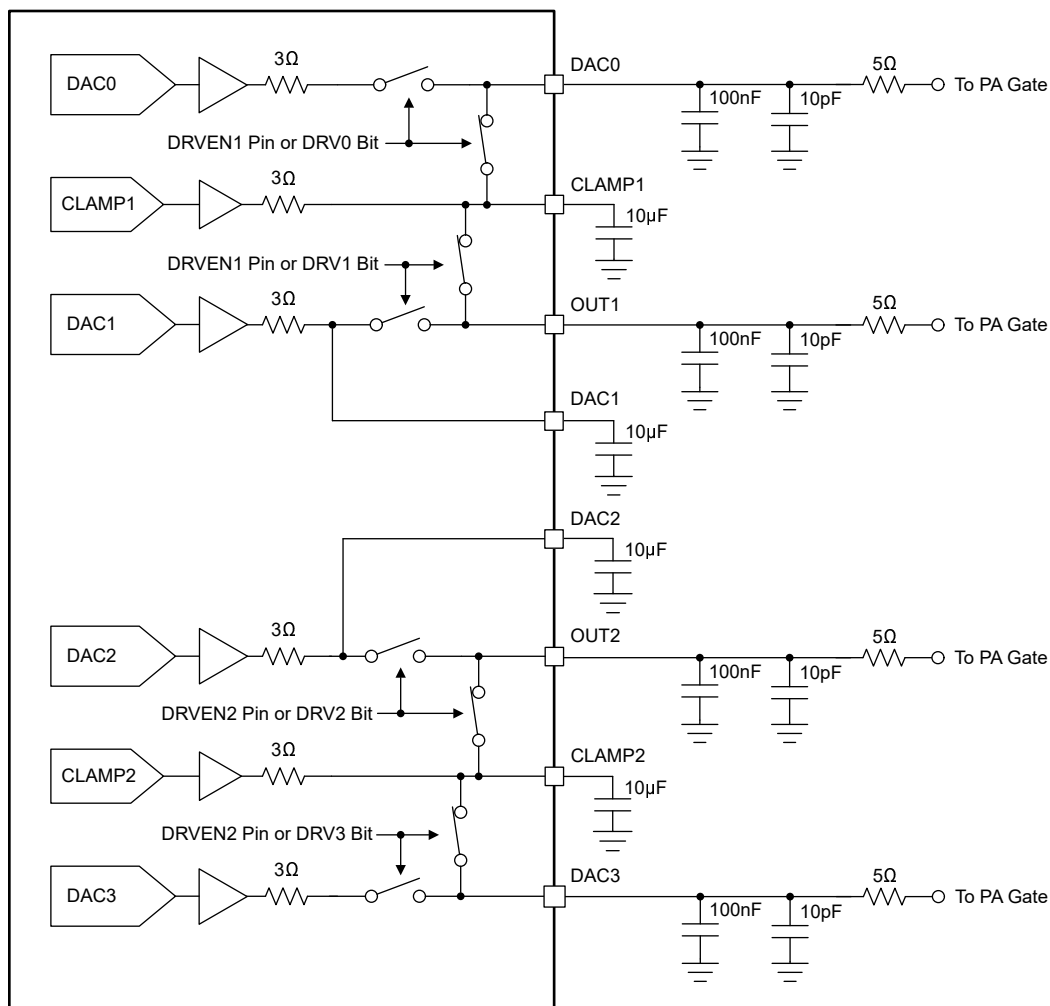 3Ω
DAC0
DAC0
100nF
10pF
5Ω
To PA Gate
DRVEN1 Pin or DRV0 Bit
3Ω
CLAMP1
CLAMP1
10µF
DRVEN1 Pin or DRV1 Bit
3Ω
DAC1
OUT1
100nF
10pF
5Ω
To PA Gate
DAC1
10µF
DAC2
10µF
3Ω
DAC2
OUT2
100nF
10pF
5Ω
To PA Gate
DRVEN2 Pin or DRV2 Bit
3Ω
CLAMP2
CLAMP2
10µF
DRVEN2 Pin or DRV3 Bit
3Ω
DAC3
DAC3
100nF
10pF
5Ω
To PA Gate